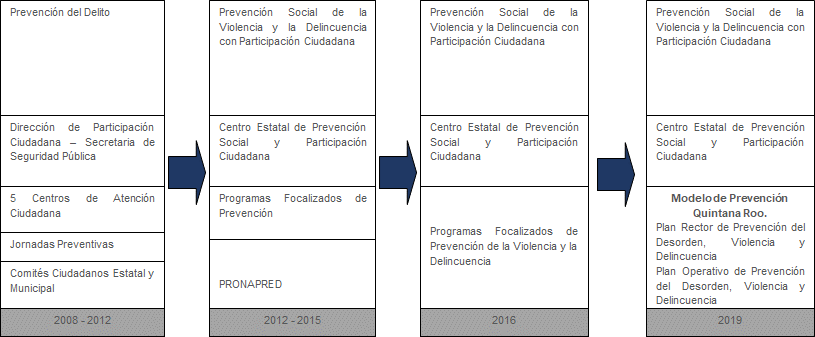 Prevención del Delito
Dirección de Participación
Ciudadana – Secretaria de
Seguridad Pública
5 Centros de Atención
Ciudadana
Jornadas Preventivas
Comités Ciudadanos Estatal y
Municipal
2008 - 2012
Prevención Social de la
Violencia y la Delincuencia
con Participación Ciudadana
Centro Estatal de Prevención
Social y Participación
Ciudadana
Programas Focalizados de
Prevención
PRONAPRED
2012 - 2015
Prevención Social de la
Violencia y la Delincuencia con
Participación Ciudadana
Centro Estatal de Prevención
Social y Participación
Ciudadana
Programas Focalizados de
Prevención de la Violencia y la
Delincuencia
2016
Prevención Social de la
Violencia y la Delincuencia con
Participación Ciudadana
Centro Estatal de Prevención
Social y Participación
Ciudadana
Modelo de Prevención
Quintana Roo.
Plan Rector de Prevención del
Desorden, Violencia y
Delincuencia
Plan Operativo de Prevención
del Desorden, Violencia y
Delincuencia
2019